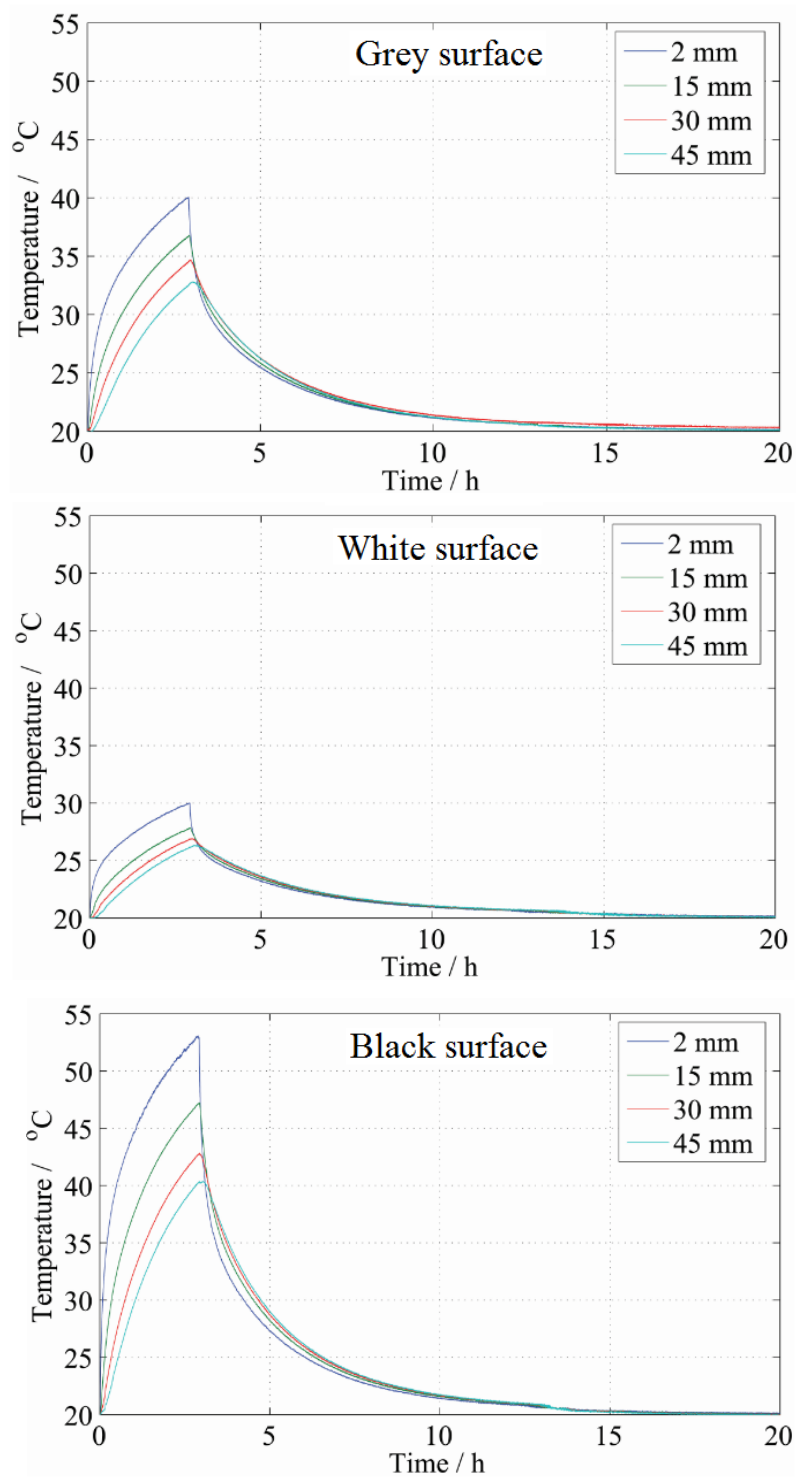 Grey surface
2 mm
15 mm
30 mm
45 mm
Temperature / °C
55
50
45
40
35
30
25
20
0 5 10 15 20
Time / h
White surface
2 mm
15 mm
30 mm
45 mm
Temperature / °C
55
50
45
40
35
30
25
20
0 5 10 15 20
Time / h
Black surface
2 mm
15 mm
30 mm
45 mm
Temperature / °C
55
50
45
40
35
30
25
20
0 5 10 15 20
Time / h